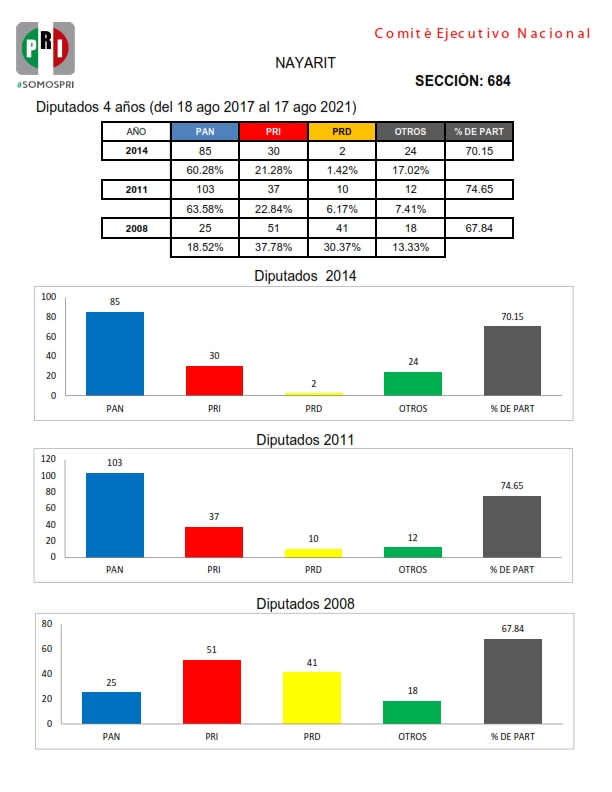 PRI
#SOMOSPRI
Comité Ejecutivo Nacional
NAYARIT
SECCIÓN: 684
Diputados 4 años (del 18 ago 2017 al 17 ago 2021)
AÑO PAN PRI PRD OTROS % DE PART
2014 85 30 2 24 70.15
60.28% 21.28% 1.42% 17.02%
2011 103 37 10 12 74.65
63.58% 22.84% 6.17% 7.41%
2008 25 51 41 18 67.84
18.52% 37.78% 30.37% 13.33%
Diputados 2014
100
80
60
40
20
0
85 30 2 24 70.15
PAN PRI PRD OTROS % DE PART
Diputados 2011
120
100
80
60
40
20
0
103 37 10 12 74.65
PAN PRI PRD OTROS % DE PART
Diputados 2008
80
60
40
20
0
25 51 41 18 67.84
PAN PRI PRD OTROS % DE PART